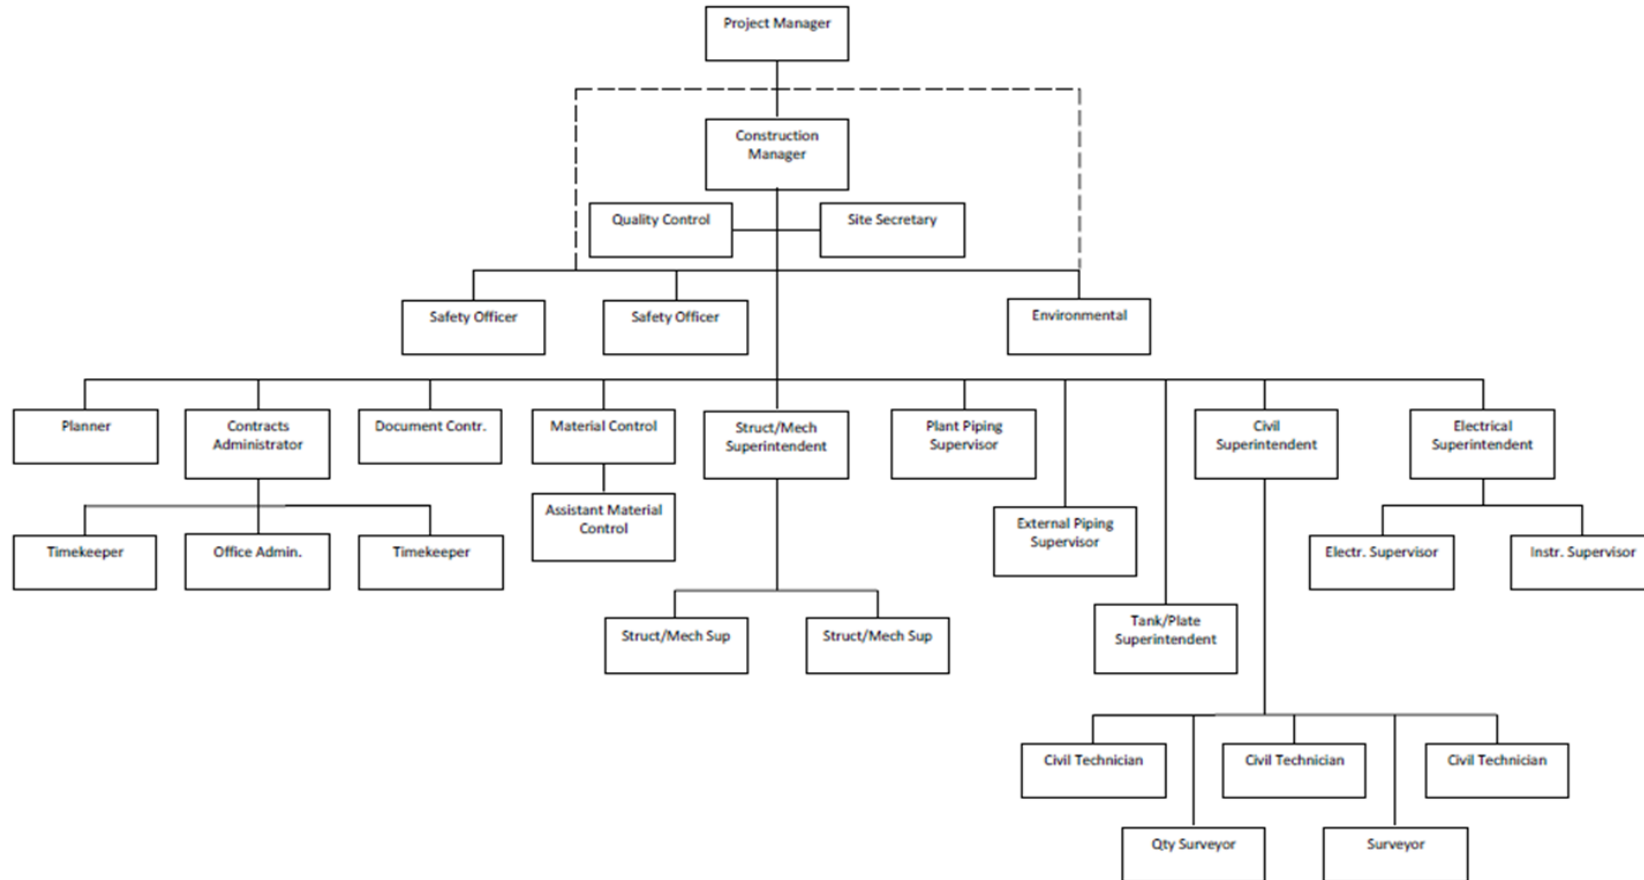 Project Manager
Construction
Manager
Quality Control
Site Secretary
Safety Officer
Safety Officer
Environmental
Planner
Contracts
Administrator
Document Contr.
Material Control
Struct/Mech
Superintendent
Plant Piping
Supervisor
Civil
Superintendent
Electrical
Superintendent
Assistant Material
Control
External Piping
Supervisor
Timekeeper
Office Admin.
Timekeeper
Electr. Supervisor
Instr. Supervisor
Struct/Mech Sup
Struct/Mech Sup
Tank/Plate
Superintendent
Civil Technician
Civil Technician
Civil Technician
Qty Surveyor
Surveyor